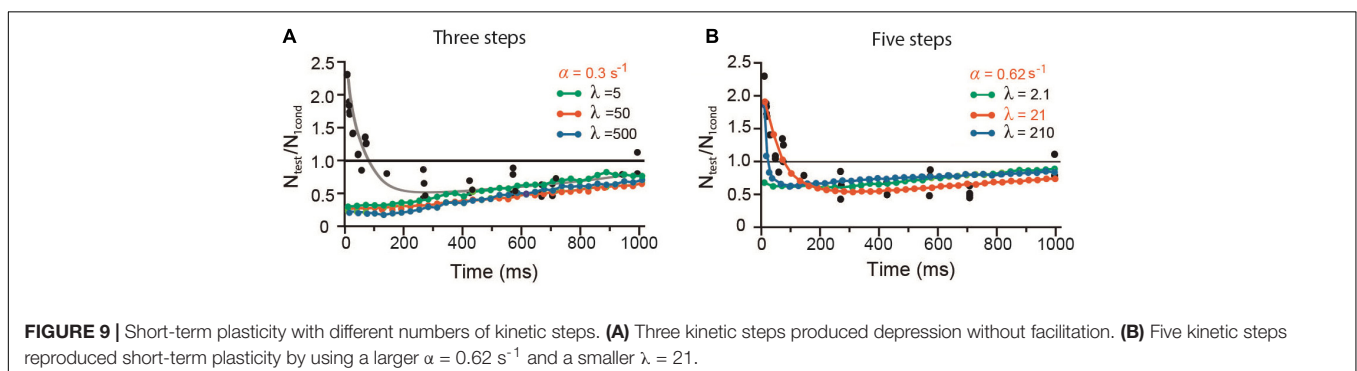 A
Three steps
2.5
2.0
1.5
1.0
0.5
0
N_test/N_1cond
α = 0.3 s⁻¹
λ =5
λ =50
λ =500
0 200 400 600 800 1000
Time (ms)
B
Five steps
2.5
2.0
1.5
1.0
0.5
0
N_test/N_1cond
α = 0.62 s⁻¹
λ = 2.1
λ = 21
λ = 210
0 200 400 600 800 1000
Time (ms)
FIGURE 9 | Short-term plasticity with different numbers of kinetic steps. (A) Three kinetic steps produced depression without facilitation. (B) Five kinetic steps
reproduced short-term plasticity by using a larger α = 0.62 s⁻¹ and a smaller λ = 21.